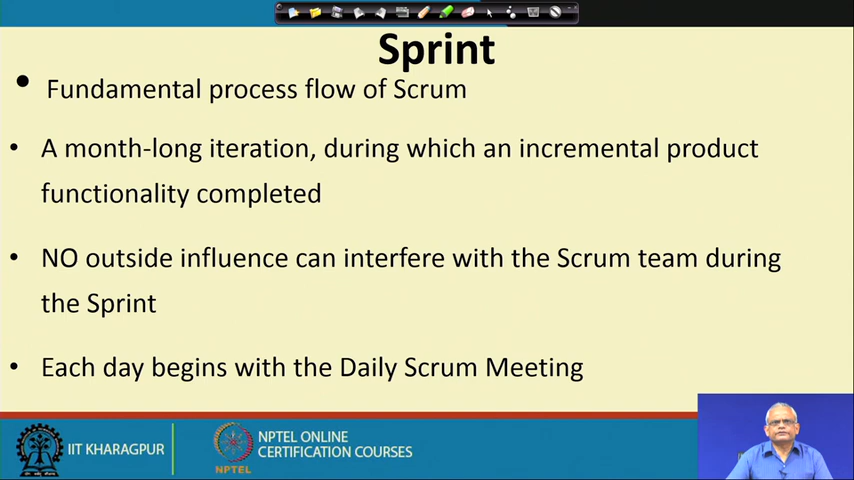 Sprint
• Fundamental process flow of Scrum
• A month-long iteration, during which an incremental product
functionality completed
• NO outside influence can interfere with the Scrum team during
the Sprint
• Each day begins with the Daily Scrum Meeting
IIT KHARAGPUR
NPTEL
NPTEL ONLINE
CERTIFICATION COURSES